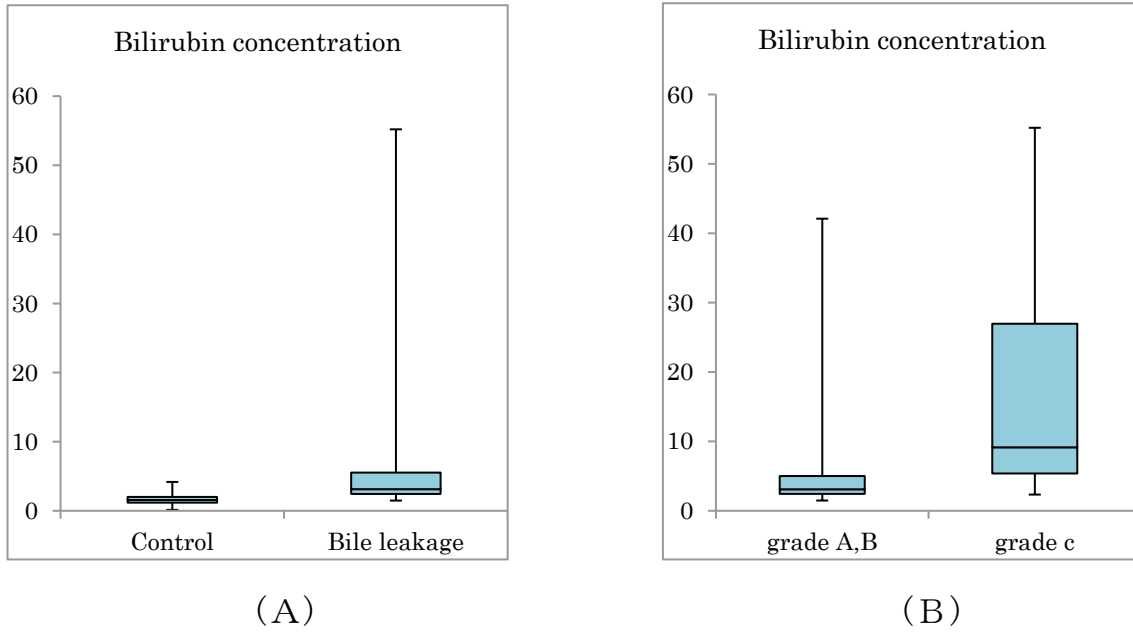 Bilirubin concentration
60
50
40
30
20
10
0
Control Bile leakage
（A）
Bilirubin concentration
60
50
40
30
20
10
0
grade A,B grade c
（B）